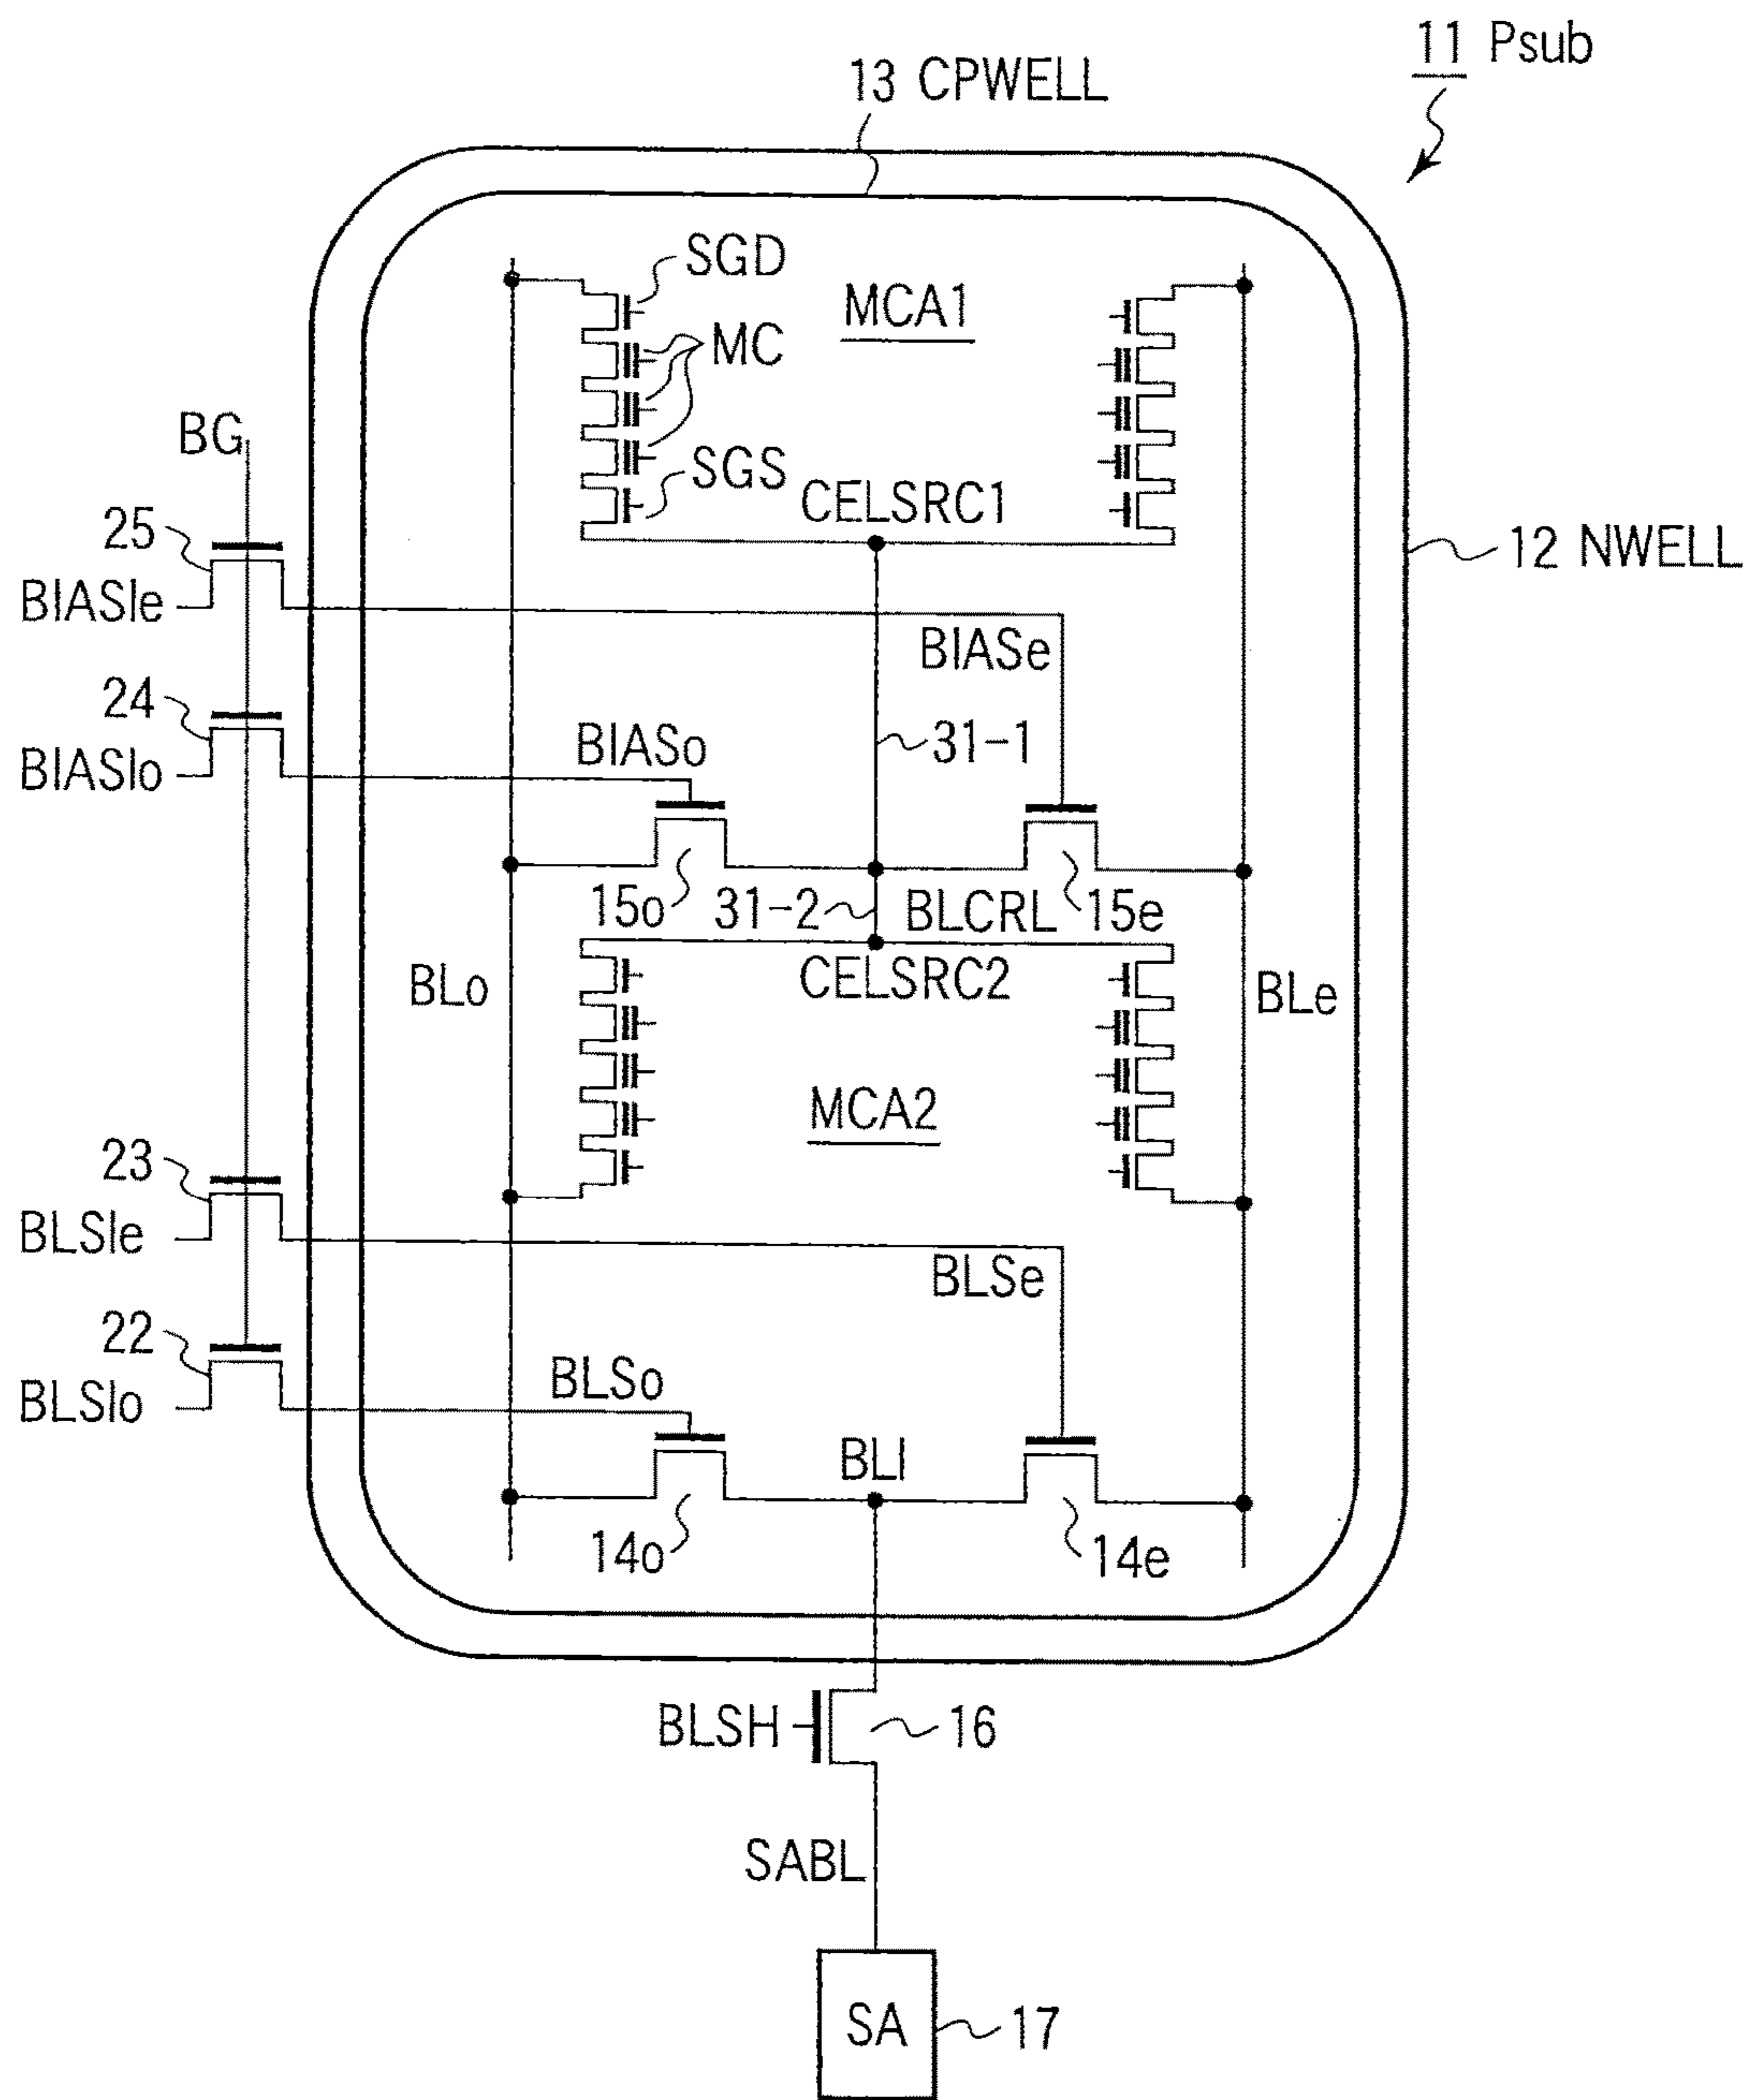 11 Psub
13 CPWELL
SGD
MCA1
MC
BG
SGS
CELSRC1
25
12 NWELL
BIASIe
BIASe
24
BIASo
31-1
BIASIo
15o
31-2
BLCRL
15e
BLo
CELSRC2
BLe
MCA2
23
BLSIe
BLSe
22
BLSo
BLSIo
BLI
14o
14e
BLSH
16
SABL
SA
17